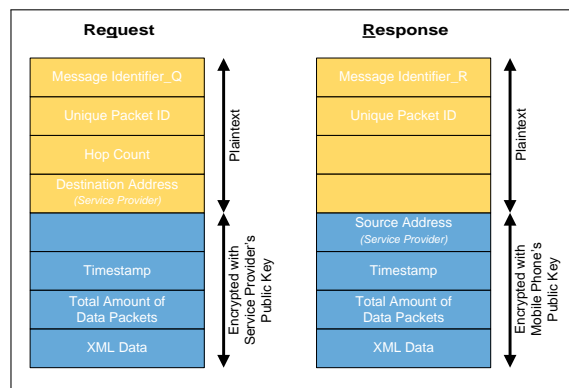 Request
Message Identifier_Q
Unique Packet ID
Hop Count
Destination Address
(Service Provider)
Timestamp
Total Amount of
Data Packets
XML Data
Plaintext
Encrypted with
Service Provider's
Public Key
Response
Message Identifier_R
Unique Packet ID
Source Address
(Service Provider)
Timestamp
Total Amount of
Data Packets
XML Data
Plaintext
Encrypted with
Mobile Phone's
Public Key